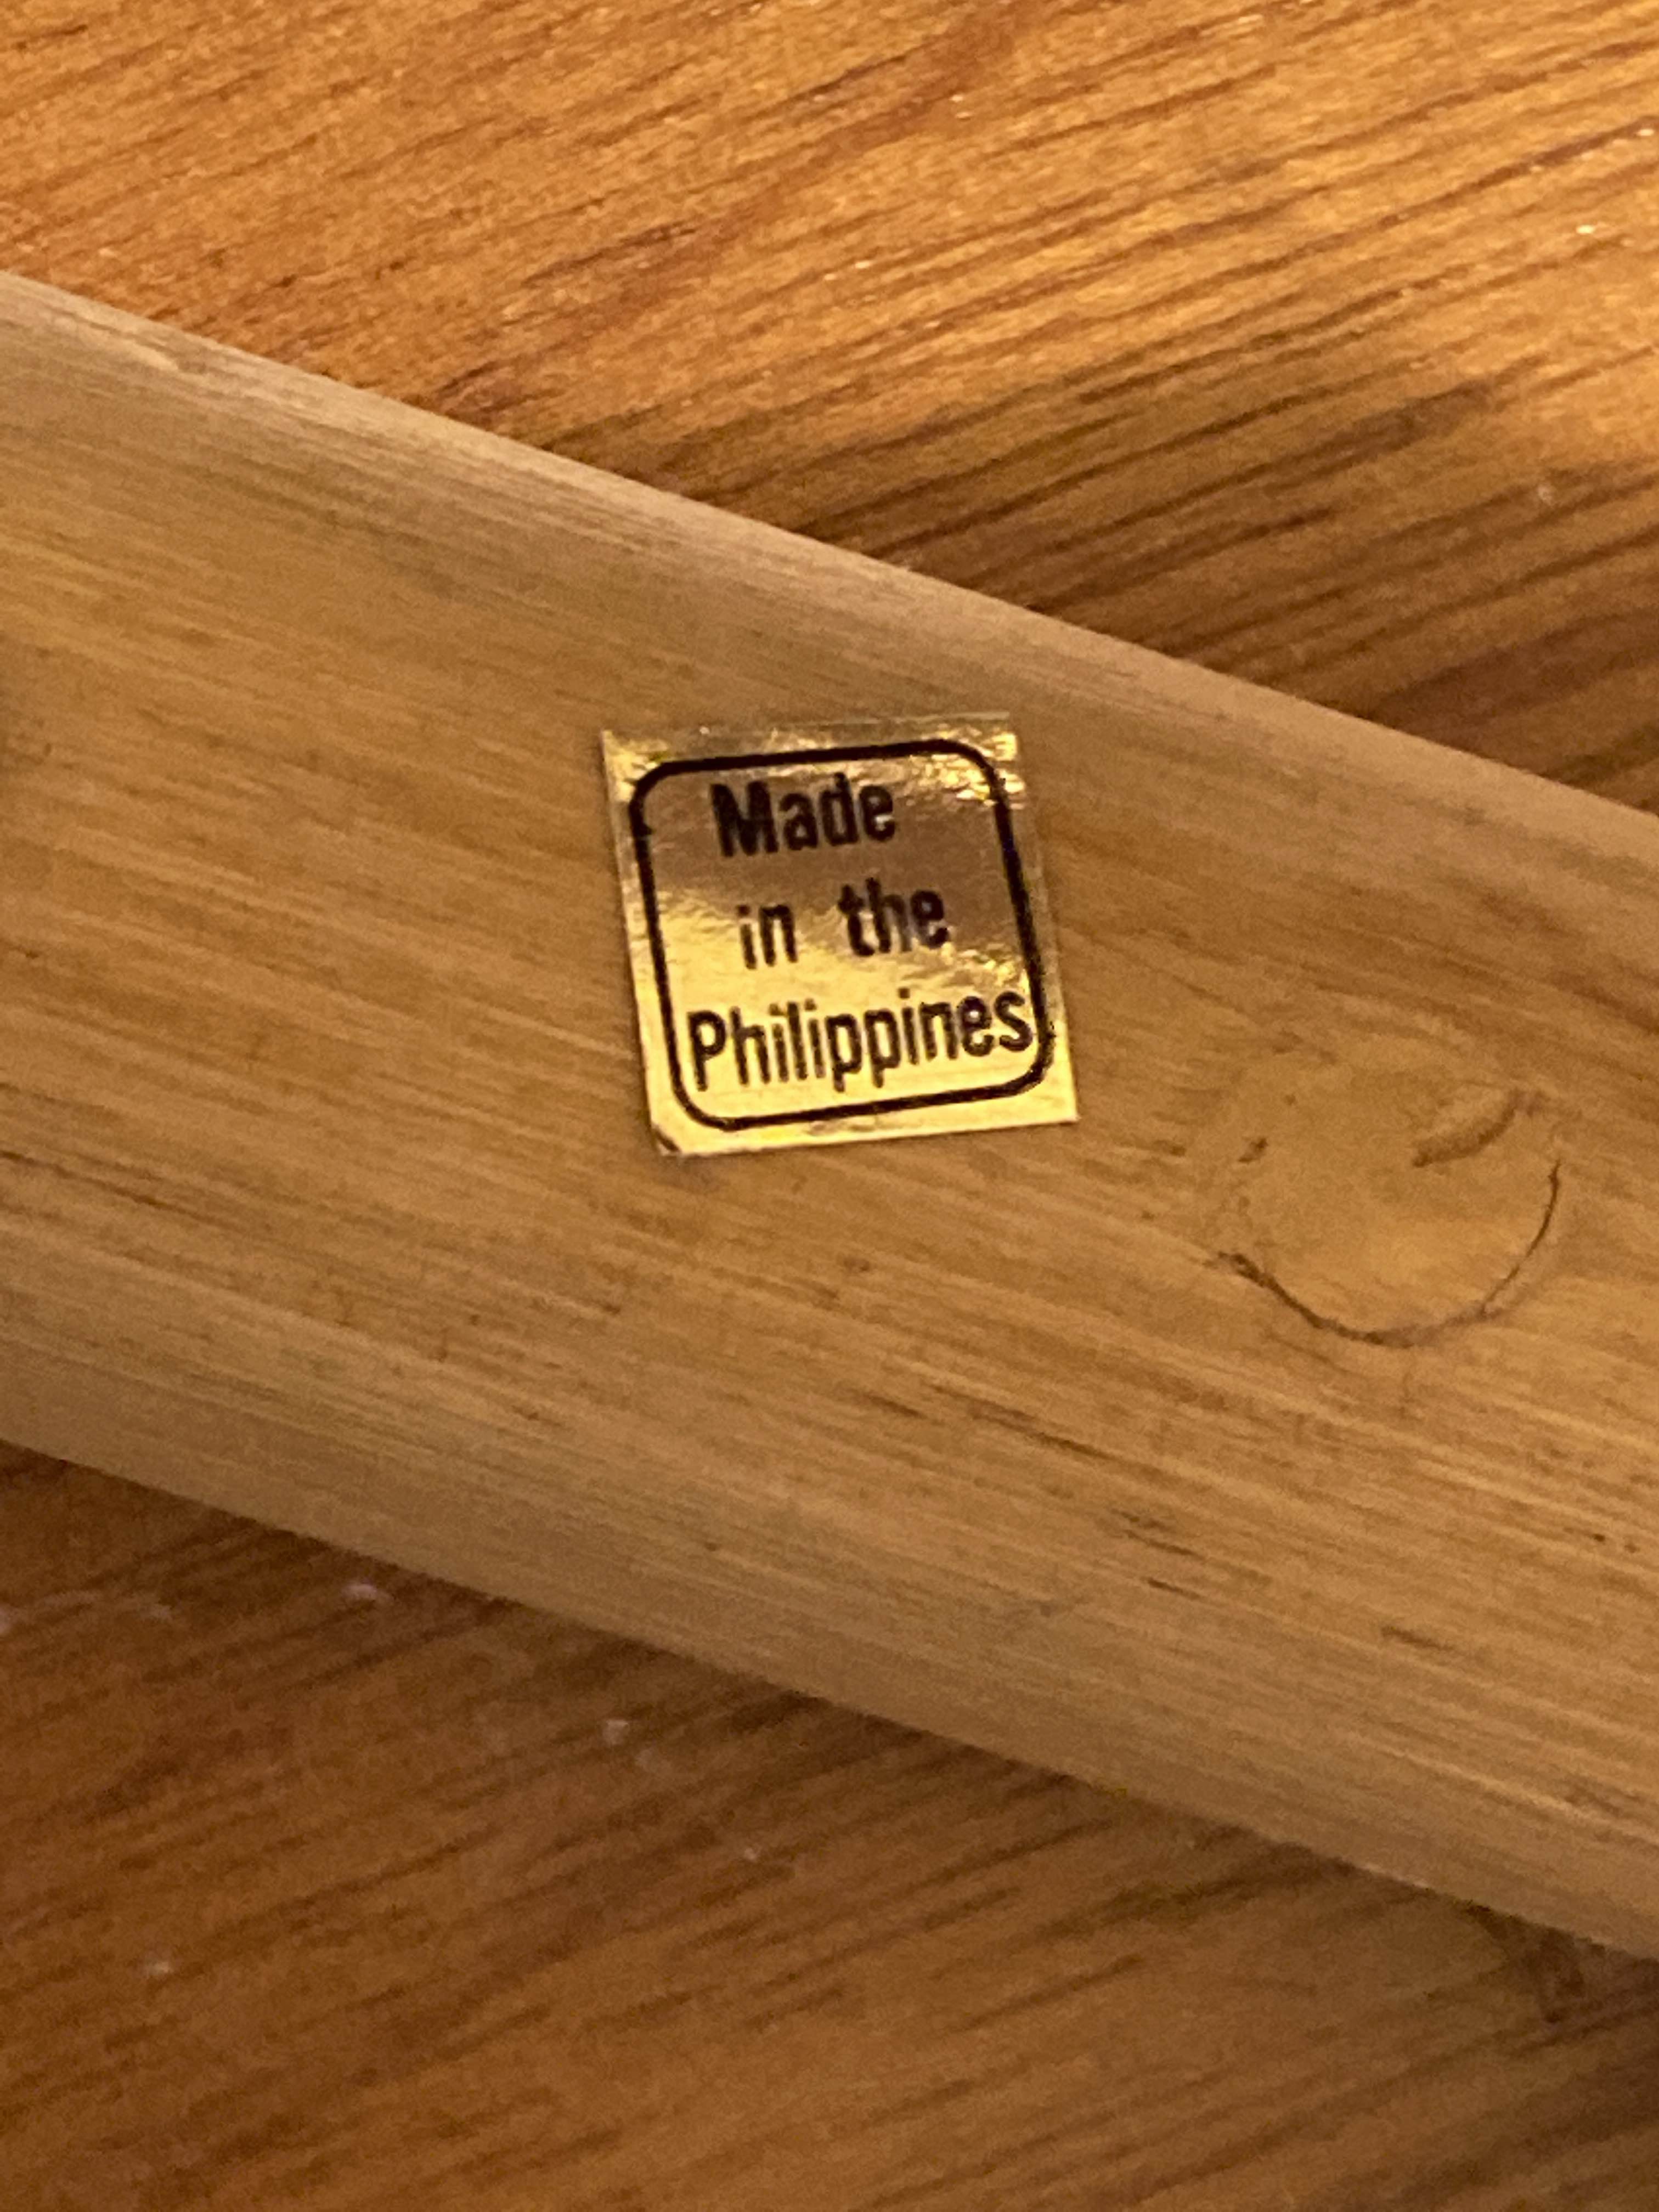 Made
in the
Philippines